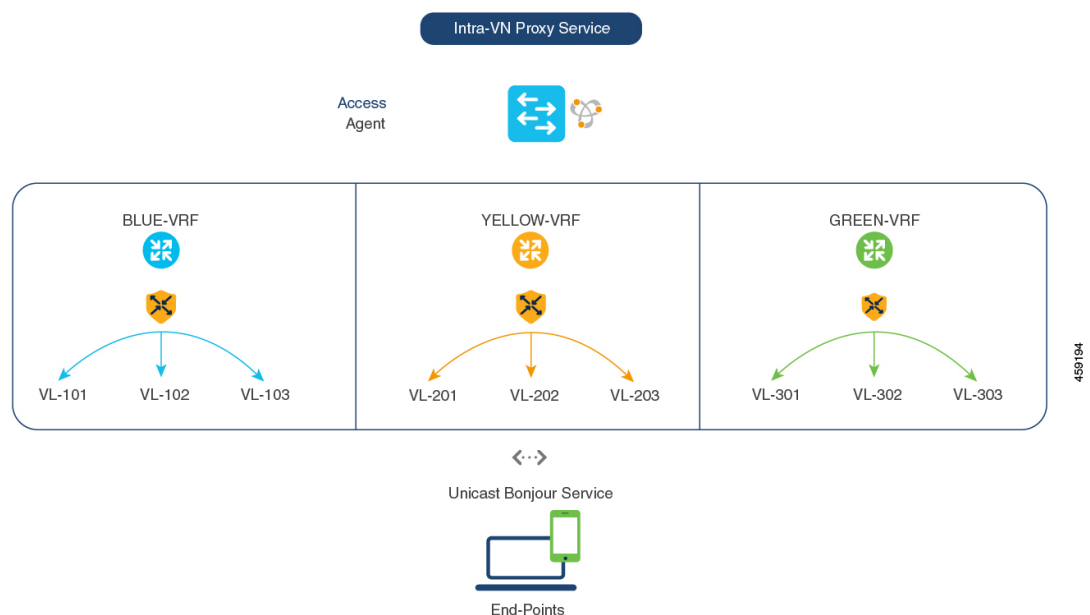 Intra-VN Proxy Service
Access
Agent
BLUE-VRF
YELLOW-VRF
GREEN-VRF
VL-101
VL-102
VL-103
VL-201
VL-202
VL-203
VL-301
VL-302
VL-303
459194
Unicast Bonjour Service
End-Points